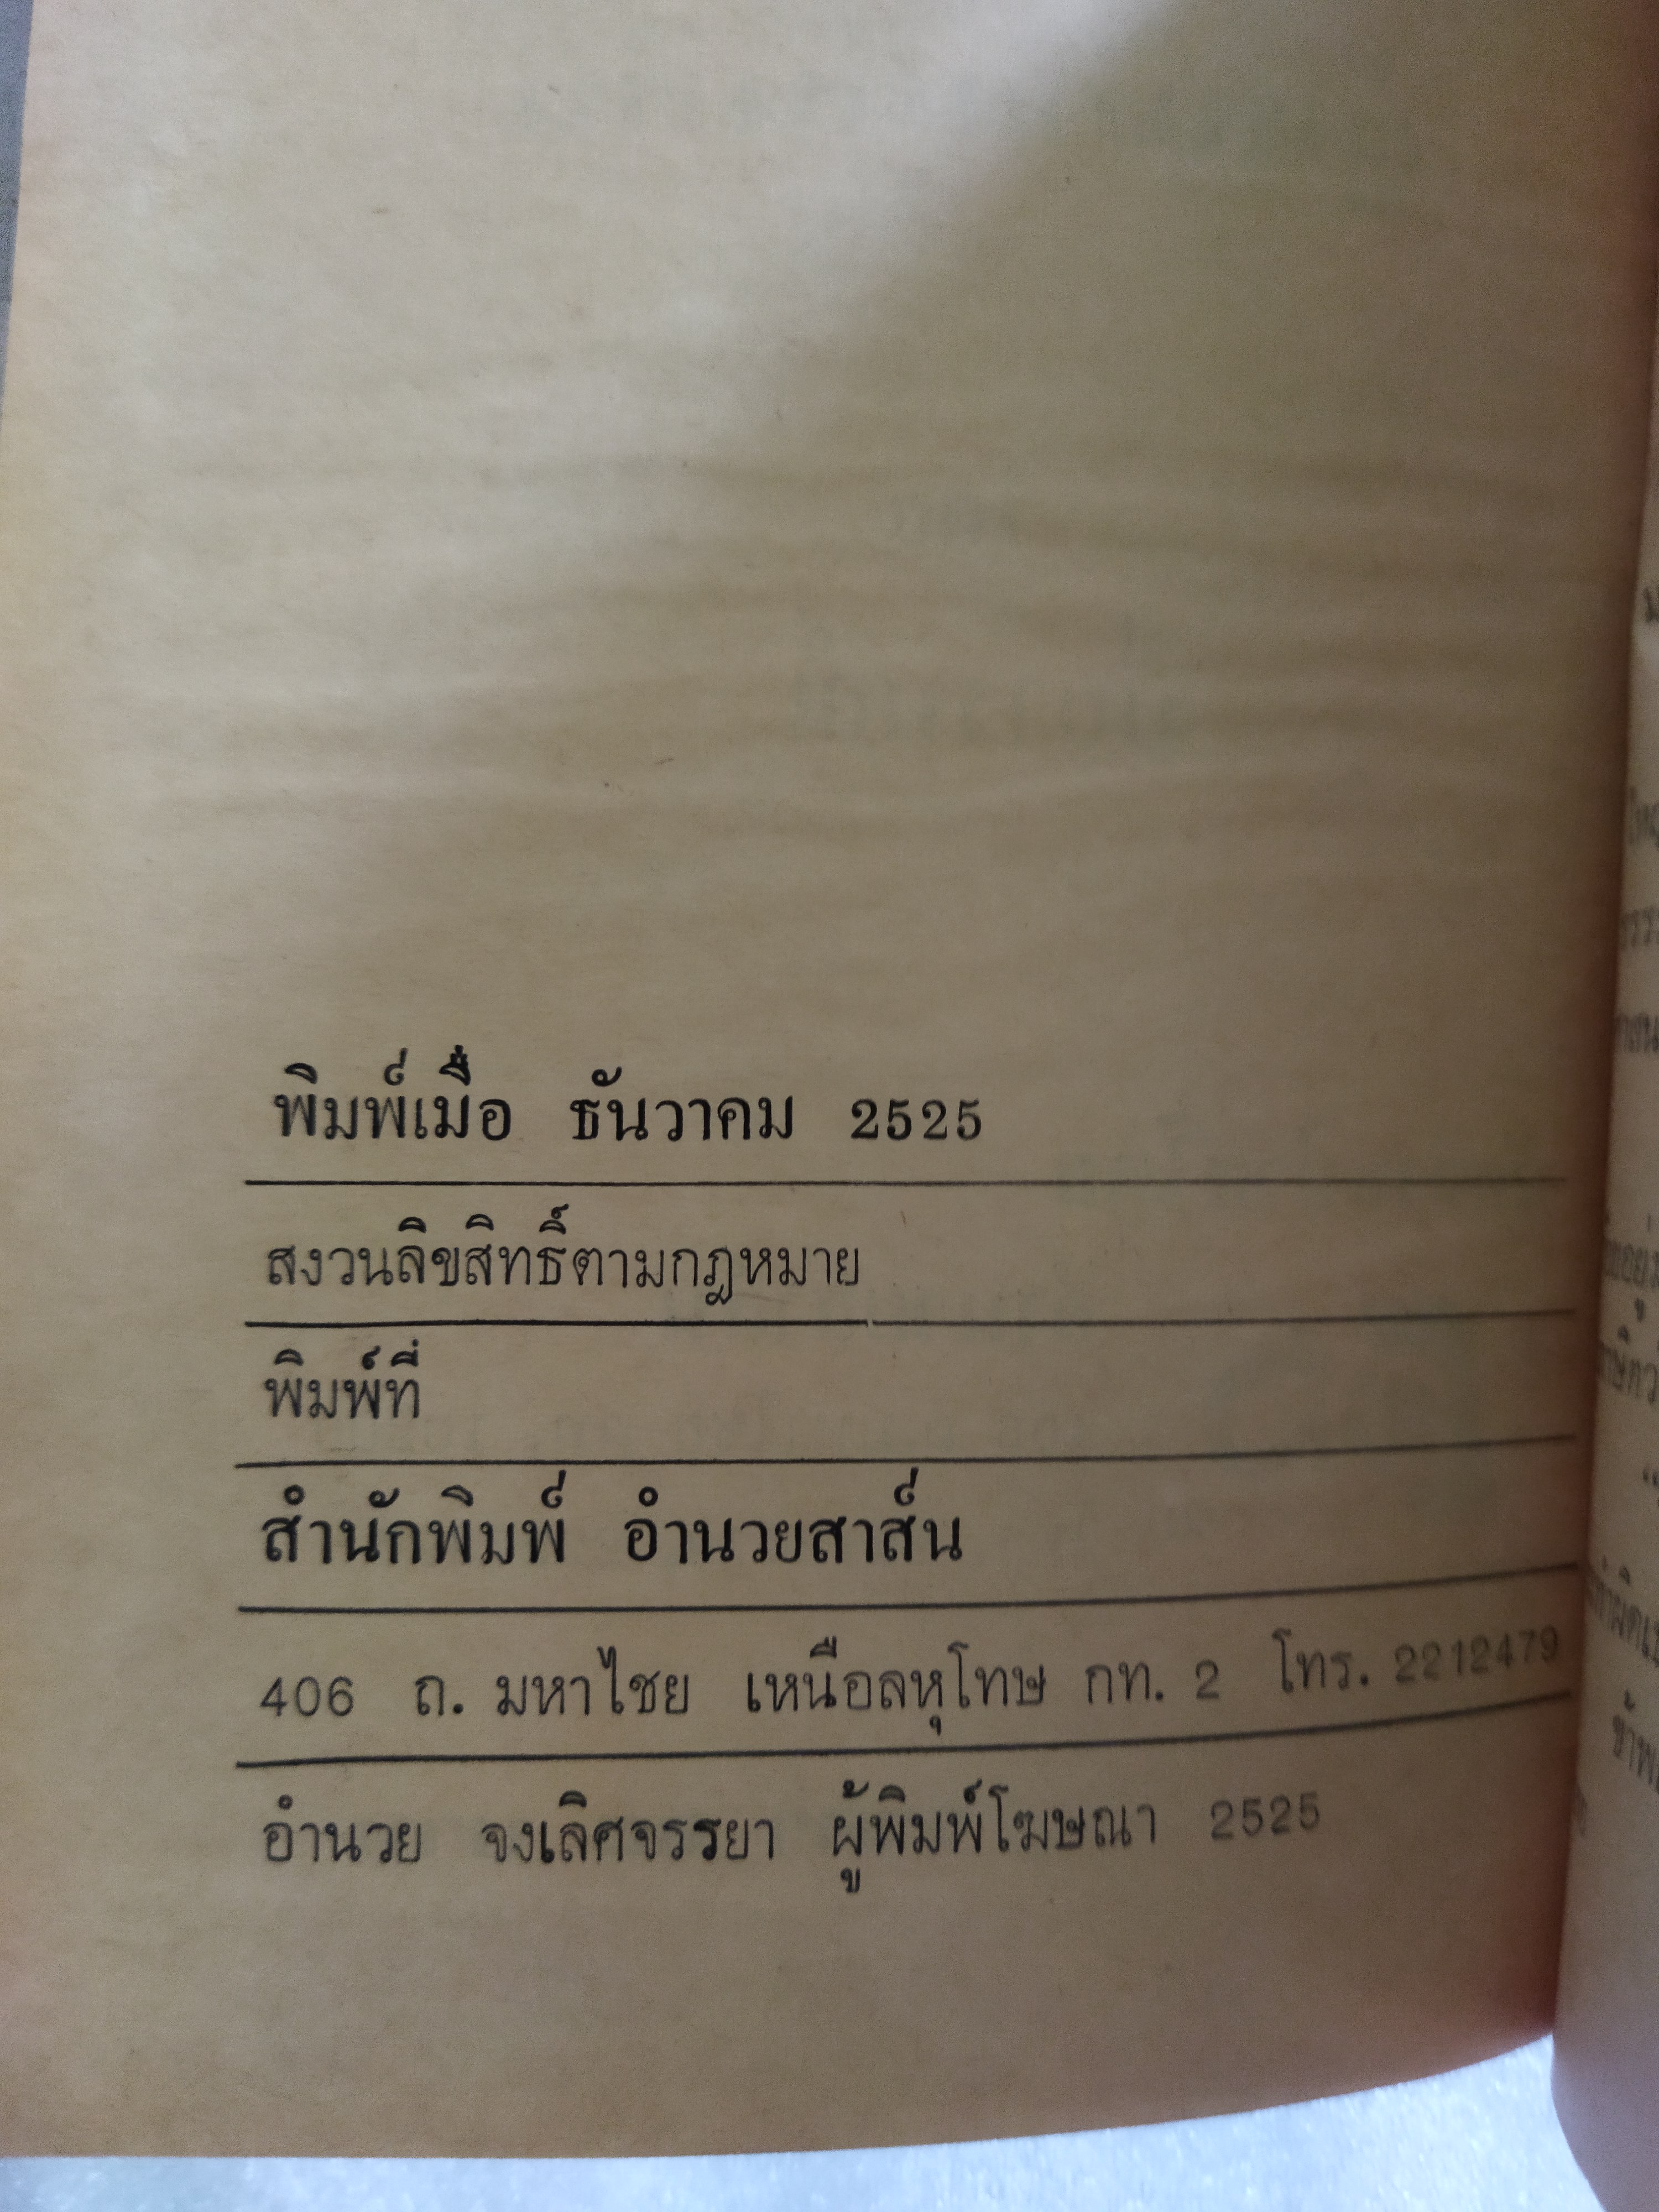 พิมพ์เมื่อ ธันวาคม 2525
สงวนลิขสิทธิ์ตามกฎหมาย
พิมพ์ที่
สำนักพิมพ์ อำนวยสาส์น
406 ถ. มหาไชย เหนือลหุโทษ กท. 2 โทร. 2212479
อำนวย จงเลิศจรรยา ผู้พิมพ์โฆษณา 2525